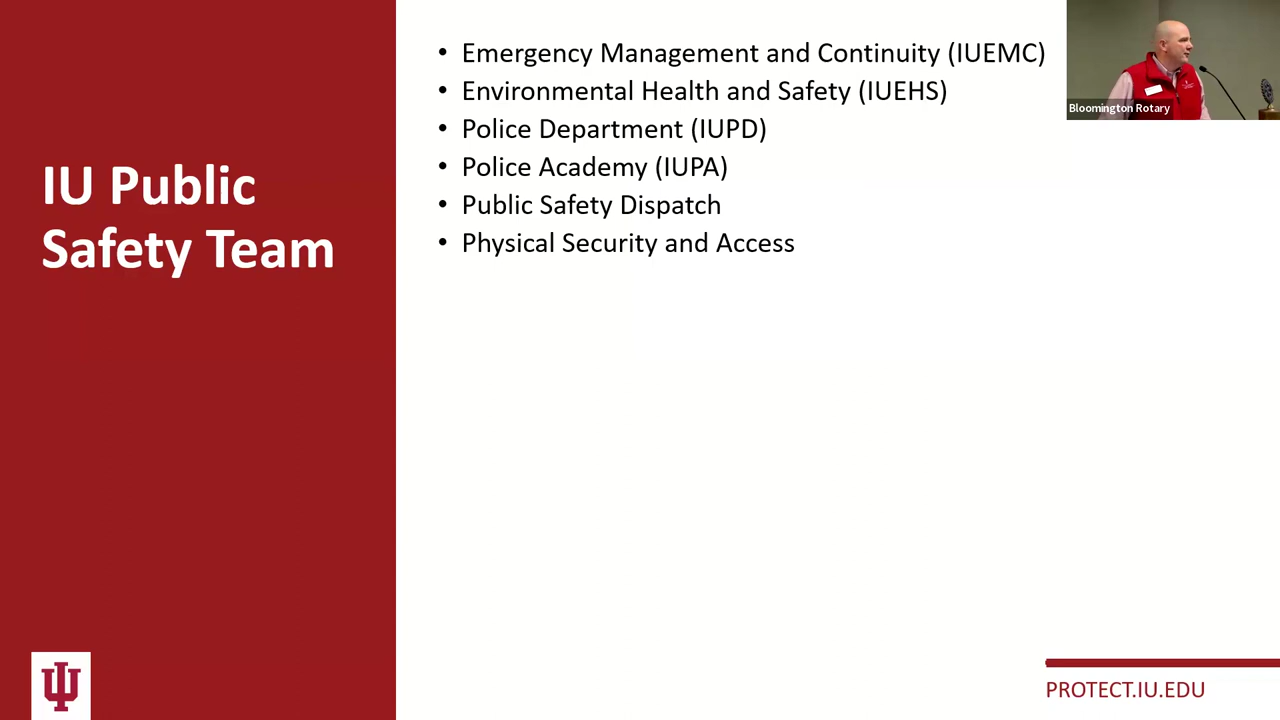 IU Public
Safety Team
• Emergency Management and Continuity (IUEMC)
• Environmental Health and Safety (IUEHS)
• Police Department (IUPD)
• Police Academy (IUPA)
• Public Safety Dispatch
• Physical Security and Access
Bloomington Rotary
PROTECT.IU.EDU